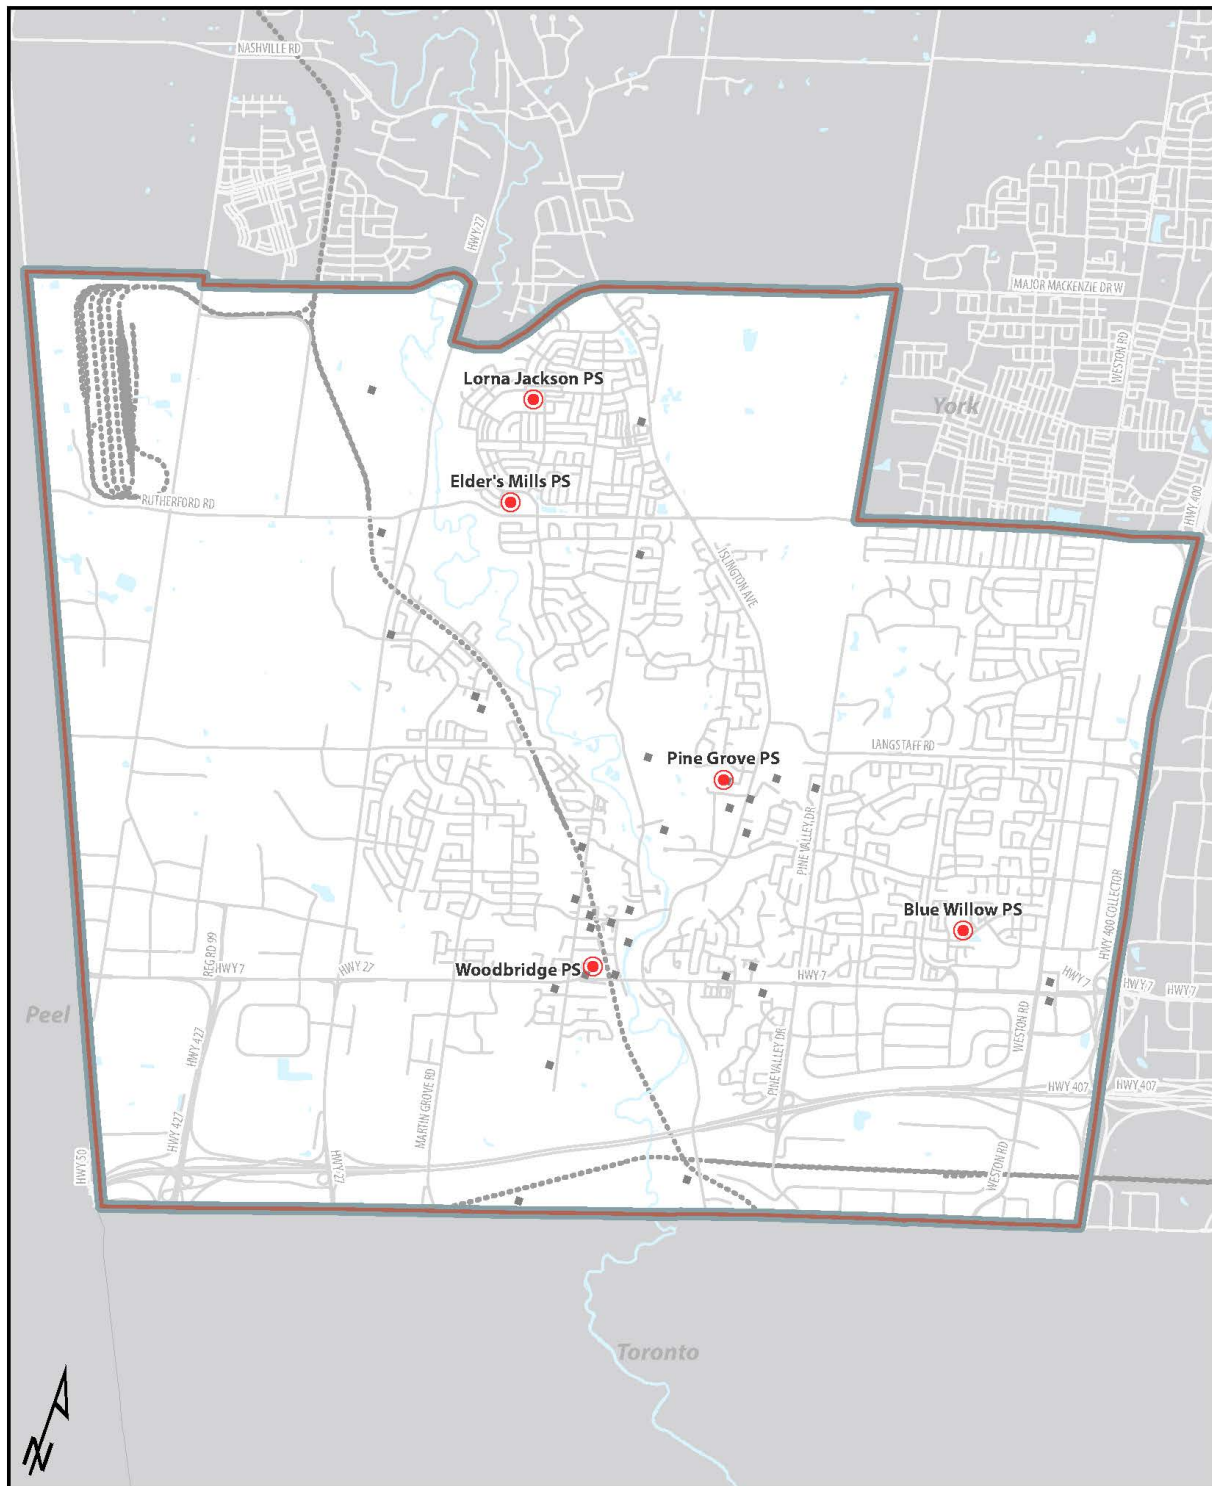 NASHVILLE RD
HWY 27
MAJOR MACKENZIE DR W
WESTON RD
Lorna Jackson PS
York
Elder's Mills PS
RUTHERFORD RD
HWY 400
ISLINGTON AVE
LANGSTAFF RD
Pine Grove PS
PINE VALLEY DR
Blue Willow PS
HWY 400 COLLECTOR
REG RD 99
HWY 7
HWY 27
Woodbridge PS
HWY 7
HWY 7
HWY 7
HWY 7
Peel
WESTON RD
HWY 427
PINE VALLEY DR
HWY 407
HWY 407
MARTIN GROVE RD
HWY 427
HWY 50
HWY 27
WESTON RD
Toronto
N